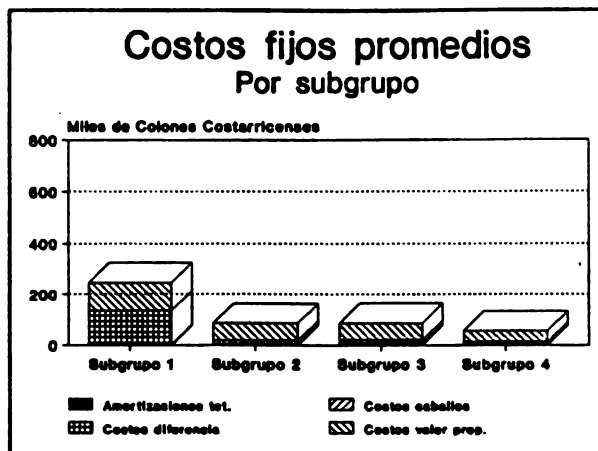 Costos fijos promedios
Por subgrupo
Miles de Colones Costarricenses
800
600
400
200
0
Subgrupo 1 Subgrupo 2 Subgrupo 3 Subgrupo 4
Amortizaciones tot. Costos caballos
Costos diferencia Costos valor prop.